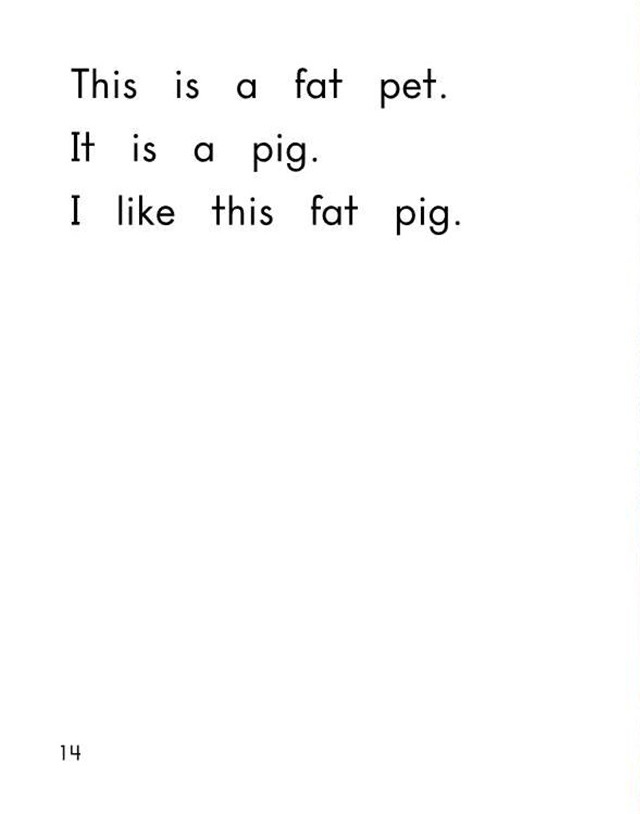 This is a fat pet.
It is a pig.
I like this fat pig.
14